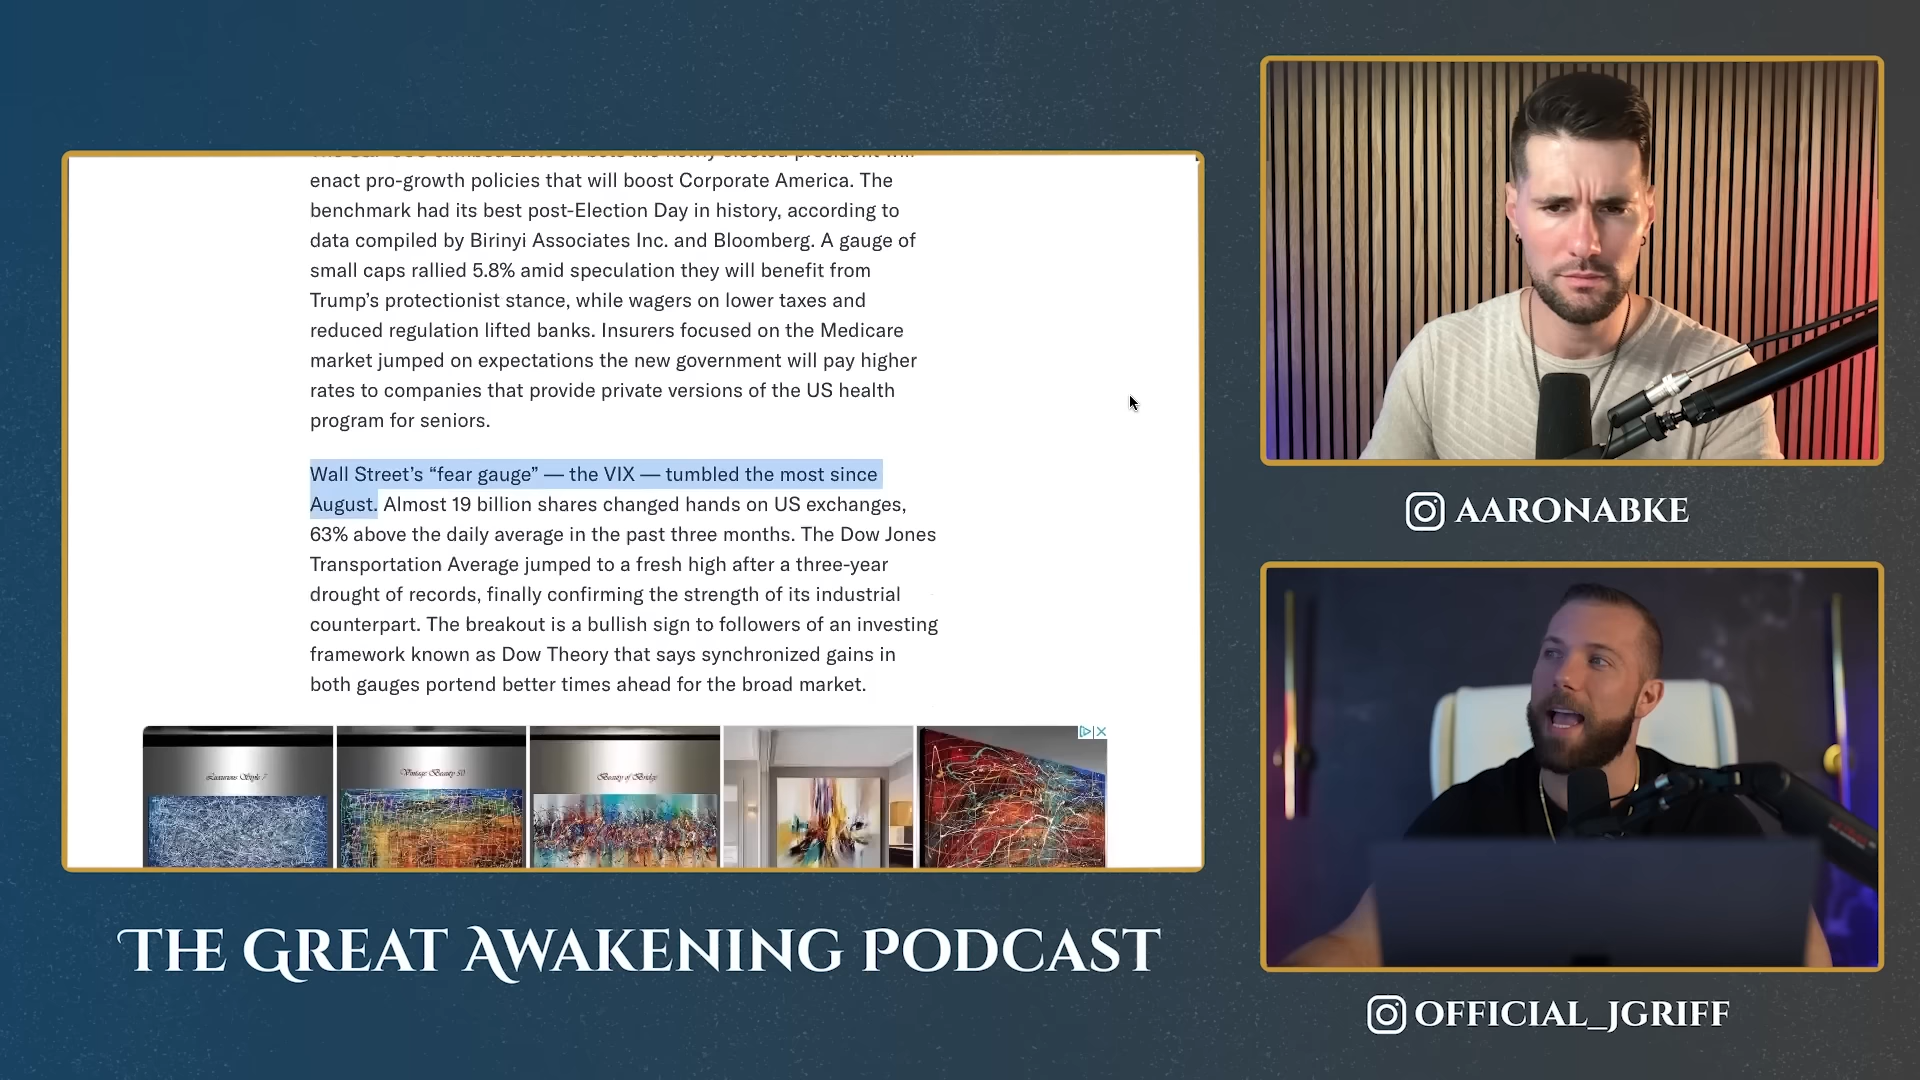 enact pro-growth policies that will boost Corporate America. The
benchmark had its best post-Election Day in history, according to
data compiled by Birinyi Associates Inc. and Bloomberg. A gauge of
small caps rallied 5.8% amid speculation they will benefit from
Trump’s protectionist stance, while wagers on lower taxes and
reduced regulation lifted banks. Insurers focused on the Medicare
market jumped on expectations the new government will pay higher
rates to companies that provide private versions of the US health
program for seniors.
Wall Street’s “fear gauge” — the VIX — tumbled the most since
August. Almost 19 billion shares changed hands on US exchanges,
63% above the daily average in the past three months. The Dow Jones
Transportation Average jumped to a fresh high after a three-year
drought of records, finally confirming the strength of its industrial
counterpart. The breakout is a bullish sign to followers of an investing
framework known as Dow Theory that says synchronized gains in
both gauges portend better times ahead for the broad market.
Luxurious Style 7
Vintage Beauty 50
Beauty of Bridge
THE GREAT AWAKENING PODCAST
AARONABKE
OFFICIAL_JGRIFF